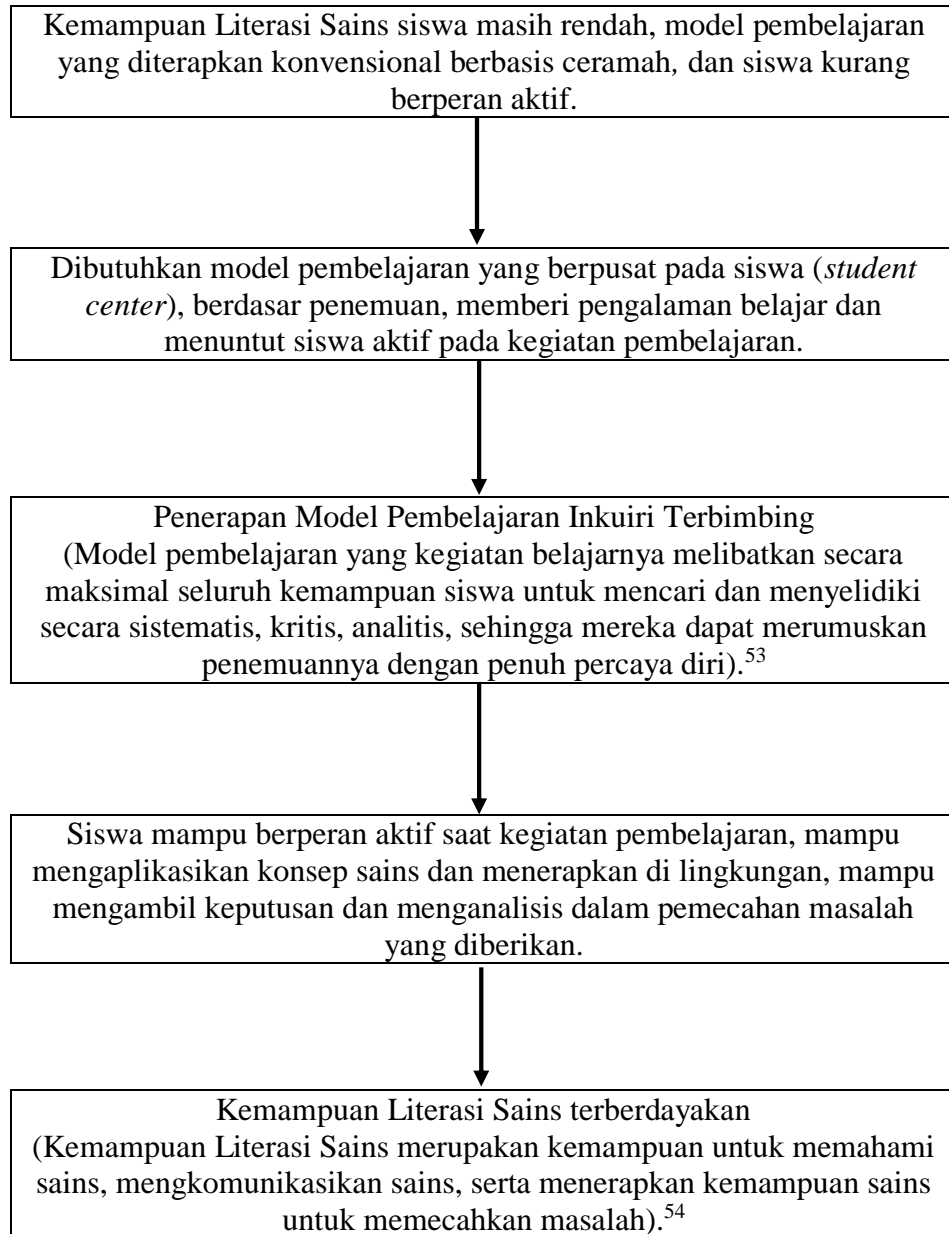 Kemampuan Literasi Sains siswa masih rendah, model pembelajaran
yang diterapkan konvensional berbasis ceramah, dan siswa kurang
berperan aktif.
Dibutuhkan model pembelajaran yang berpusat pada siswa (student
center), berdasar penemuan, memberi pengalaman belajar dan
menuntut siswa aktif pada kegiatan pembelajaran.
Penerapan Model Pembelajaran Inkuiri Terbimbing
(Model pembelajaran yang kegiatan belajarnya melibatkan secara
maksimal seluruh kemampuan siswa untuk mencari dan menyelidiki
secara sistematis, kritis, analitis, sehingga mereka dapat merumuskan
penemuannya dengan penuh percaya diri).53
Siswa mampu berperan aktif saat kegiatan pembelajaran, mampu
mengaplikasikan konsep sains dan menerapkan di lingkungan, mampu
mengambil keputusan dan menganalisis dalam pemecahan masalah
yang diberikan.
Kemampuan Literasi Sains terberdayakan
(Kemampuan Literasi Sains merupakan kemampuan untuk memahami
sains, mengkomunikasikan sains, serta menerapkan kemampuan sains
untuk memecahkan masalah).54